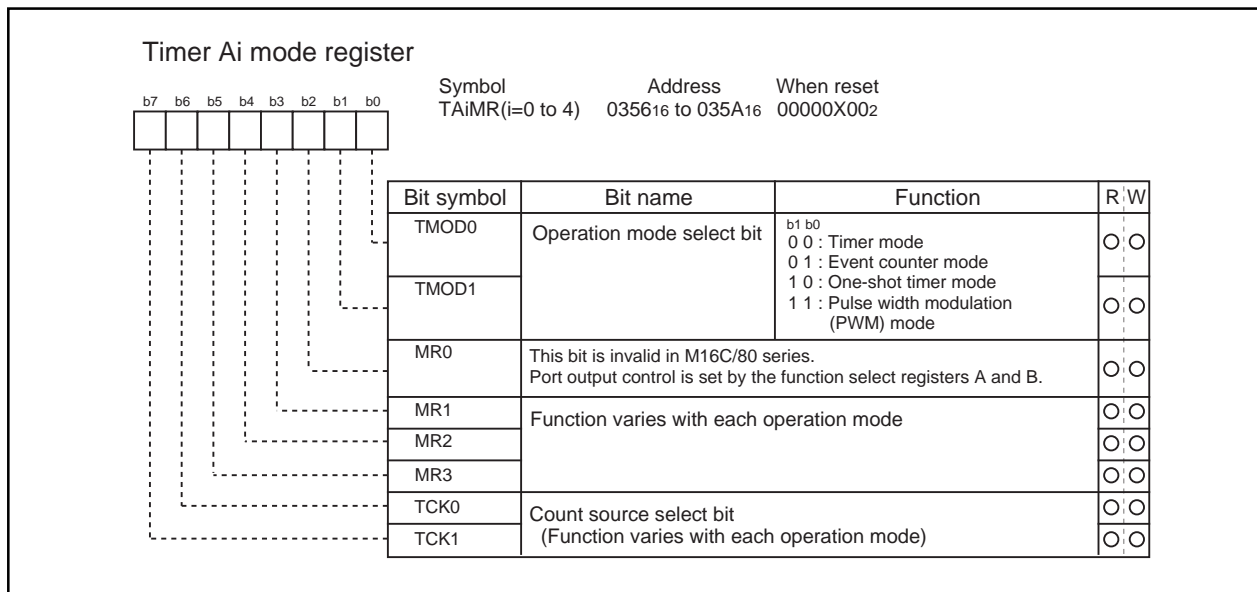 Timer Ai mode register
Symbol Address When reset
TAiMR(i=0 to 4) 035616 to 035A16 00000X002
b7 b6 b5 b4 b3 b2 b1 b0
Bit symbol Bit name Function R W
TMOD0 Operation mode select bit b1 b0
0 0 : Timer mode
0 1 : Event counter mode
TMOD1 1 0 : One-shot timer mode
1 1 : Pulse width modulation
(PWM) mode
MR0 This bit is invalid in M16C/80 series.
Port output control is set by the function select registers A and B.
MR1 Function varies with each operation mode
MR2
MR3
TCK0 Count source select bit
TCK1 (Function varies with each operation mode)